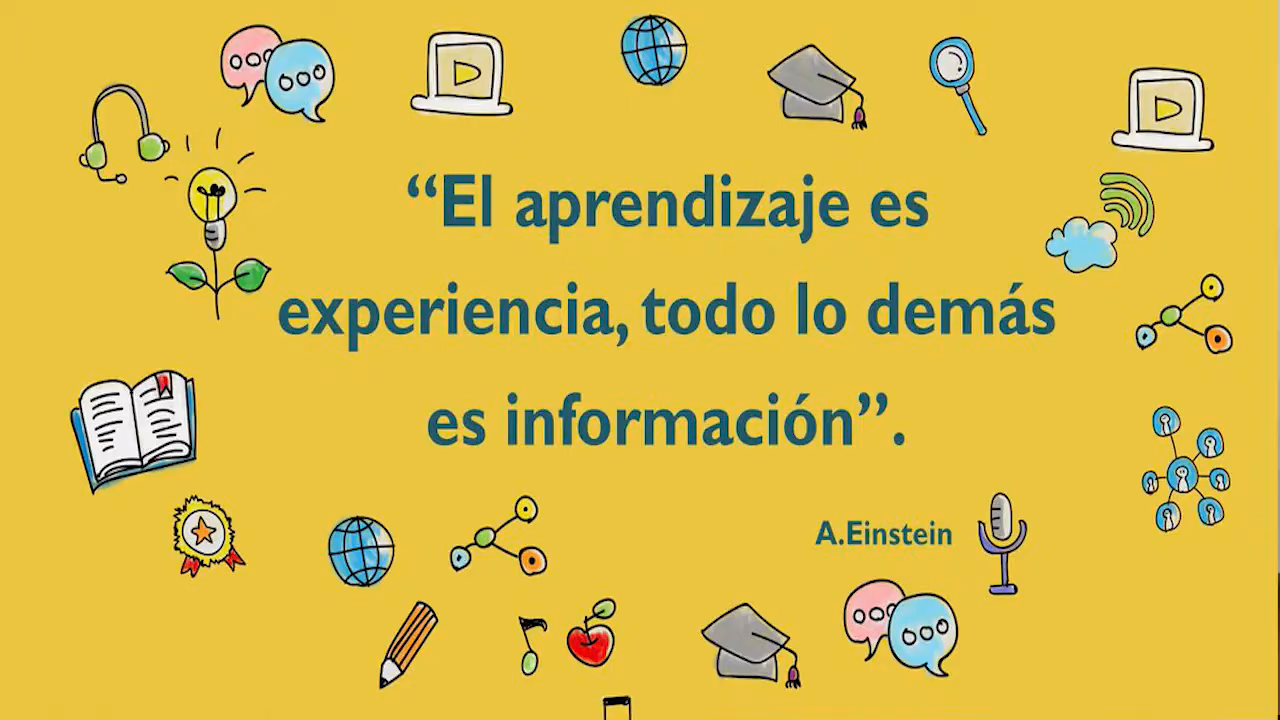 “El aprendizaje es
experiencia, todo lo demás
es información”.
A.Einstein